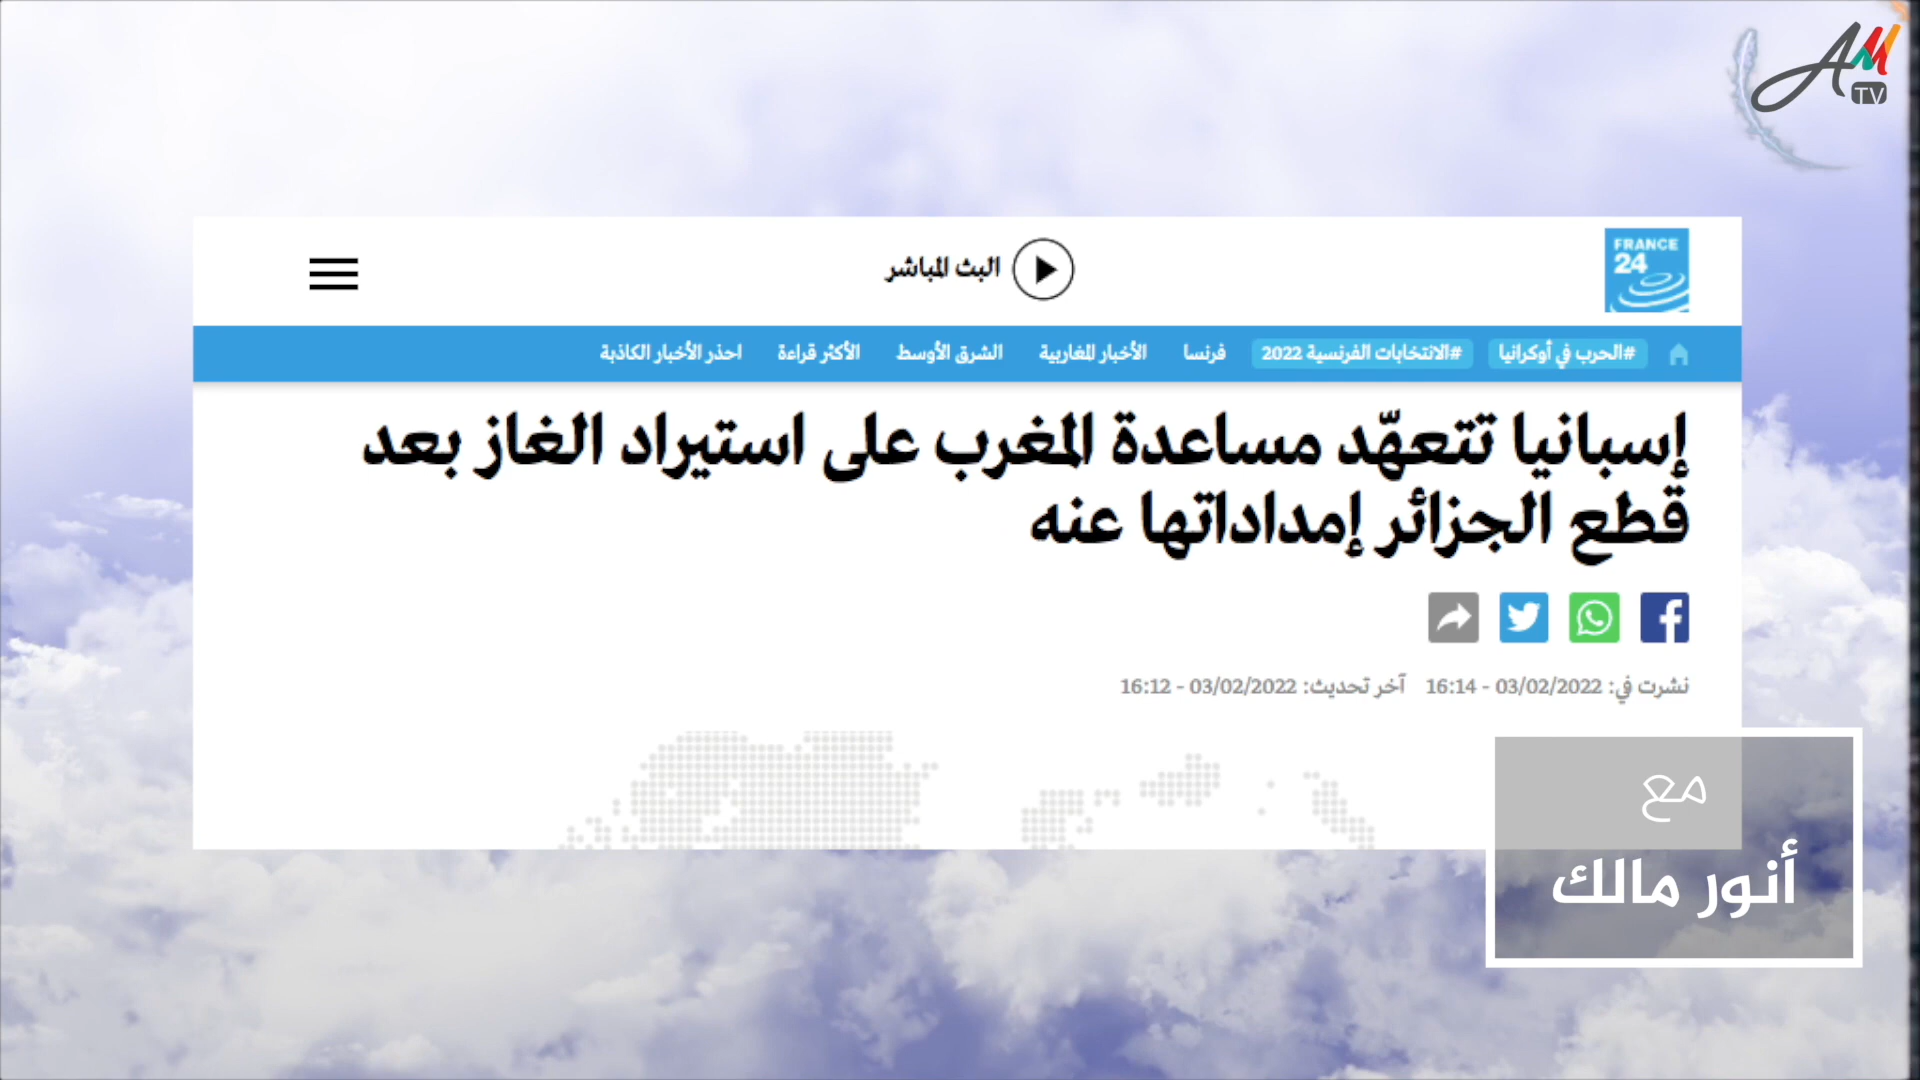 AM
TV
FRANCE
24
البث المباشر
#الحرب في أوكرانيا #الانتخابات الفرنسية 2022 فرنسا الأخبار المغاربية الشرق الأوسط الأكثر قراءة احذر الأخبار الكاذبة
إسبانيا تتعهّد مساعدة المغرب على استيراد الغاز بعد
قطع الجزائر إمداداتها عنه
نشرت في: 03/02/2022 - 16:14 آخر تحديث: 03/02/2022 - 16:12
مع
أنور مالك